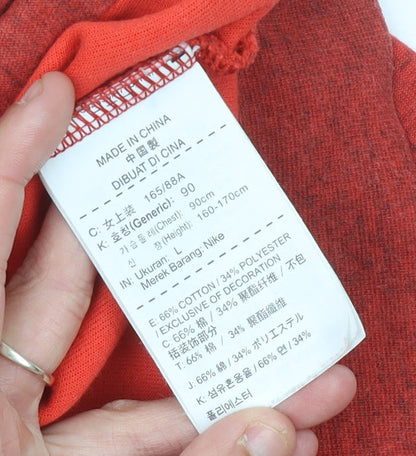 MADE IN CHINA
中国製
DIBUAT DI CINA
C: 女上装 165/88A
K: 호칭(Generic): 90
가슴둘레(Chest): 90cm
신 장(Height): 160-170cm
IN: Ukuran: L
Merek Barang: Nike
E: 66% COTTON / 34% POLYESTER
/ EXCLUSIVE OF DECORATION
C: 66% 棉 / 34% 聚酯纤维 / 不包
括装饰部分
T: 66% 棉 / 34% 聚酯纖維
J: 66% 綿 / 34% ポリエステル
K: 섬유혼용율 / 66% 면 / 34%
폴리에스터